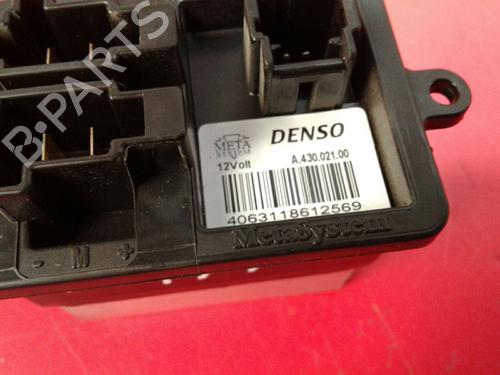 META
SYSTEM
DENSO
12Volt
A.430.021.00
4063118612569
MetaSystem
- M +
B-PARTS